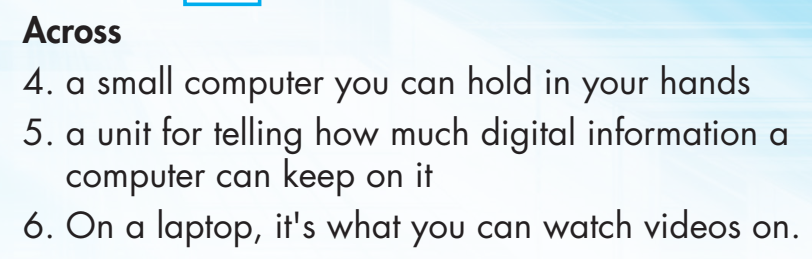 Across
4. a small computer you can hold in your hands
5. a unit for telling how much digital information a
computer can keep on it
6. On a laptop, it's what you can watch videos on.